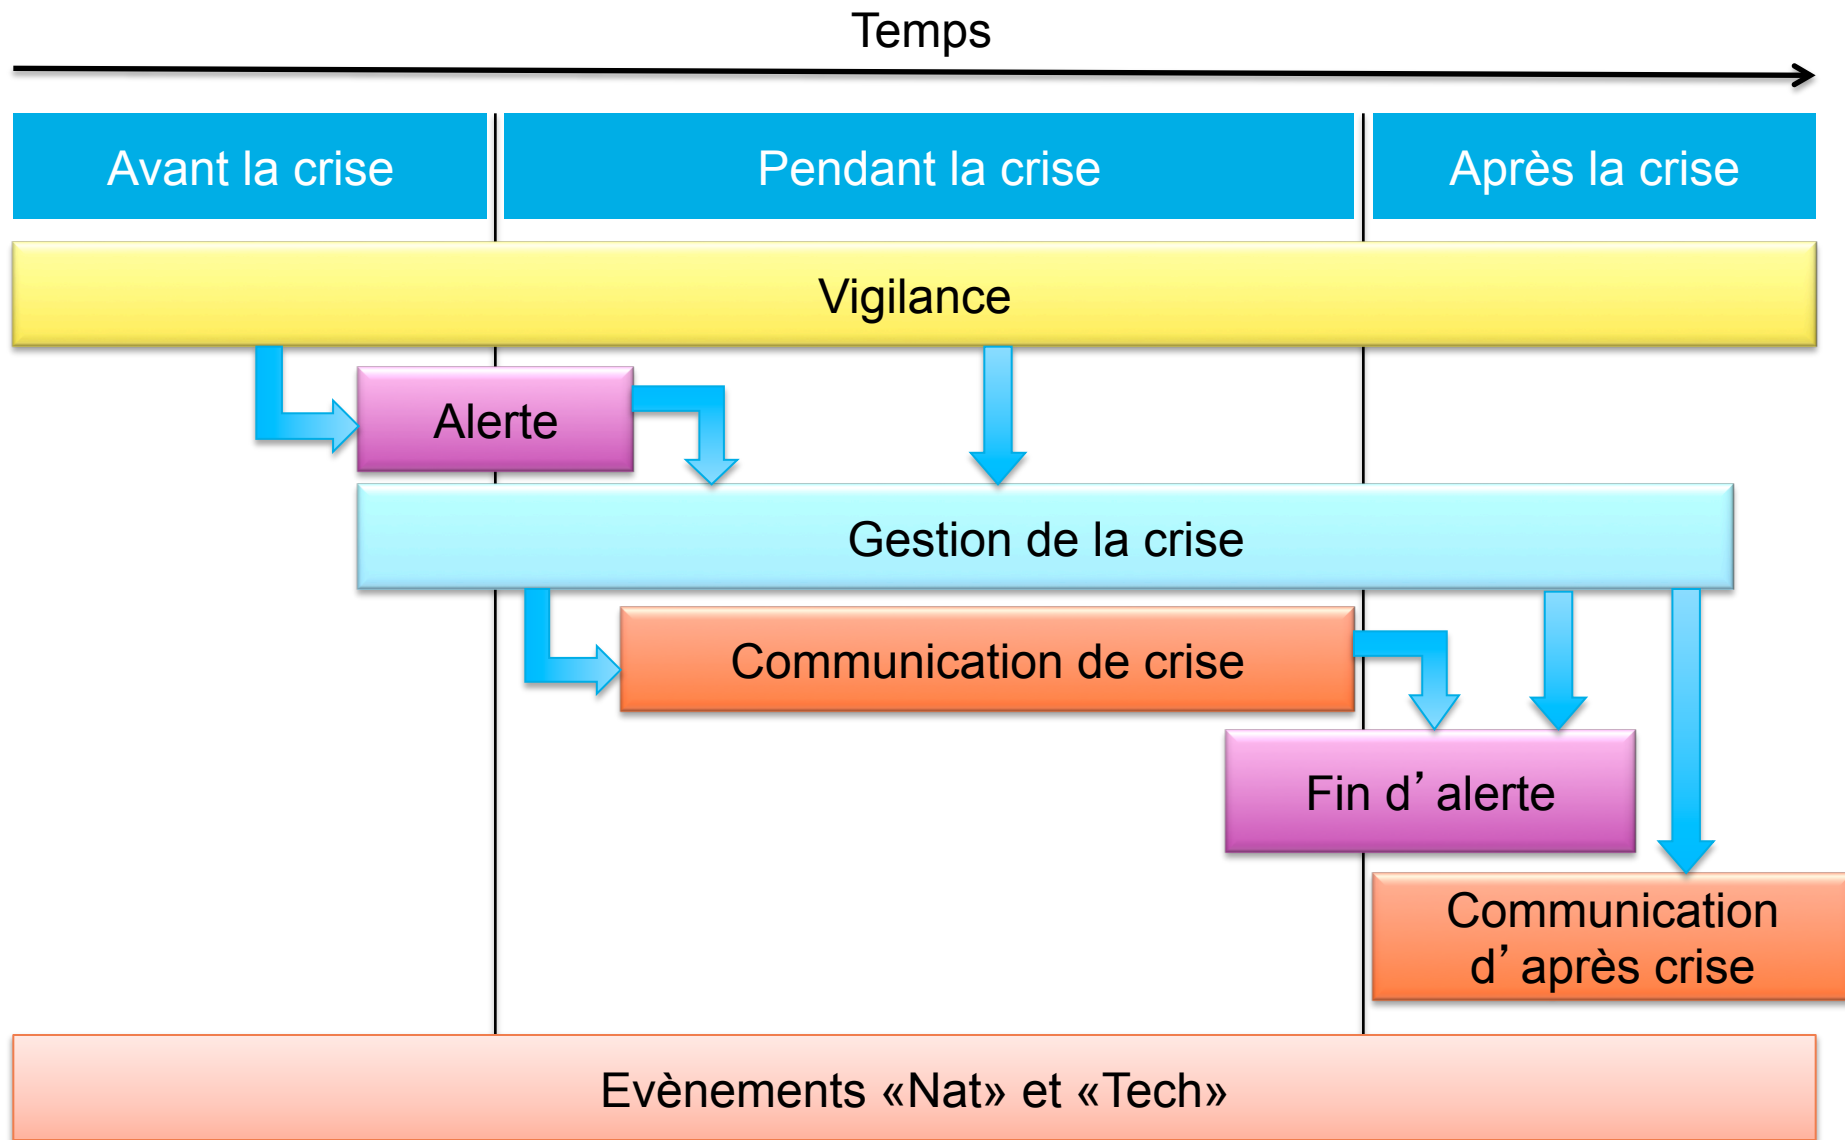 Temps
Avant la crise
Pendant la crise
Après la crise
Vigilance
Alerte
Gestion de la crise
Communication de crise
Fin d’ alerte
Communication
d’ après crise
Evènements «Nat» et «Tech»